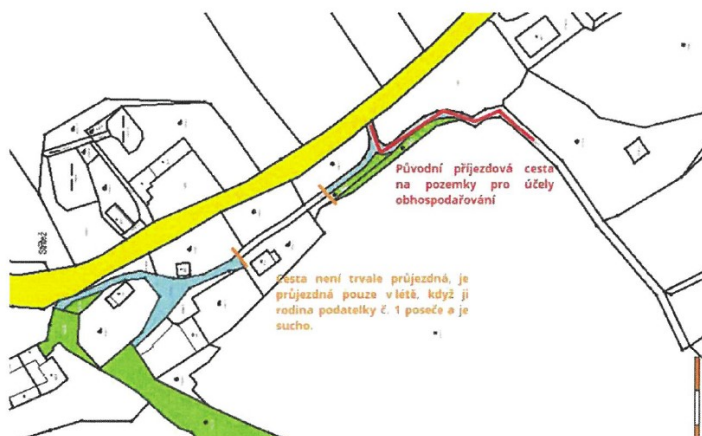 Původní příjezdová cesta
na pozemky pro účely
obhospodařování
Střež
Cesta není trvale průjezdná, je
průjezdná pouze v létě, když ji
rodina podatelky č. 1 poseče a je
sucho.